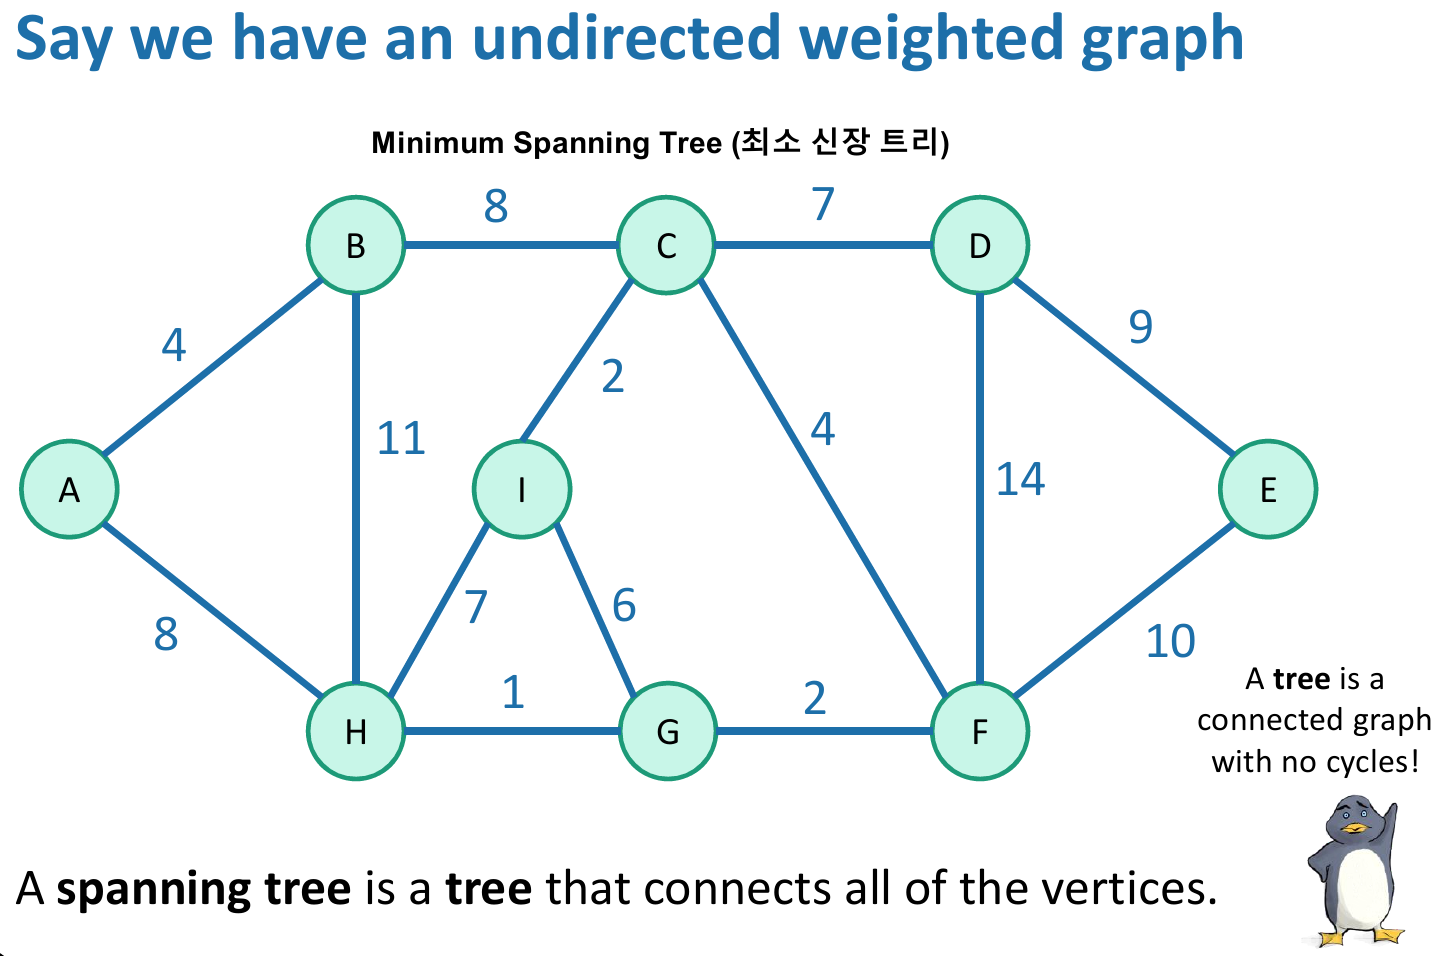 Say we have an undirected weighted graph
Minimum Spanning Tree (최소 신장 트리)
8
7
B
C
D
4
9
2
11
4
14
A
I
E
7
6
8
10
1
2
H
G
F
A tree is a
connected graph
with no cycles!
A spanning tree is a tree that connects all of the vertices.